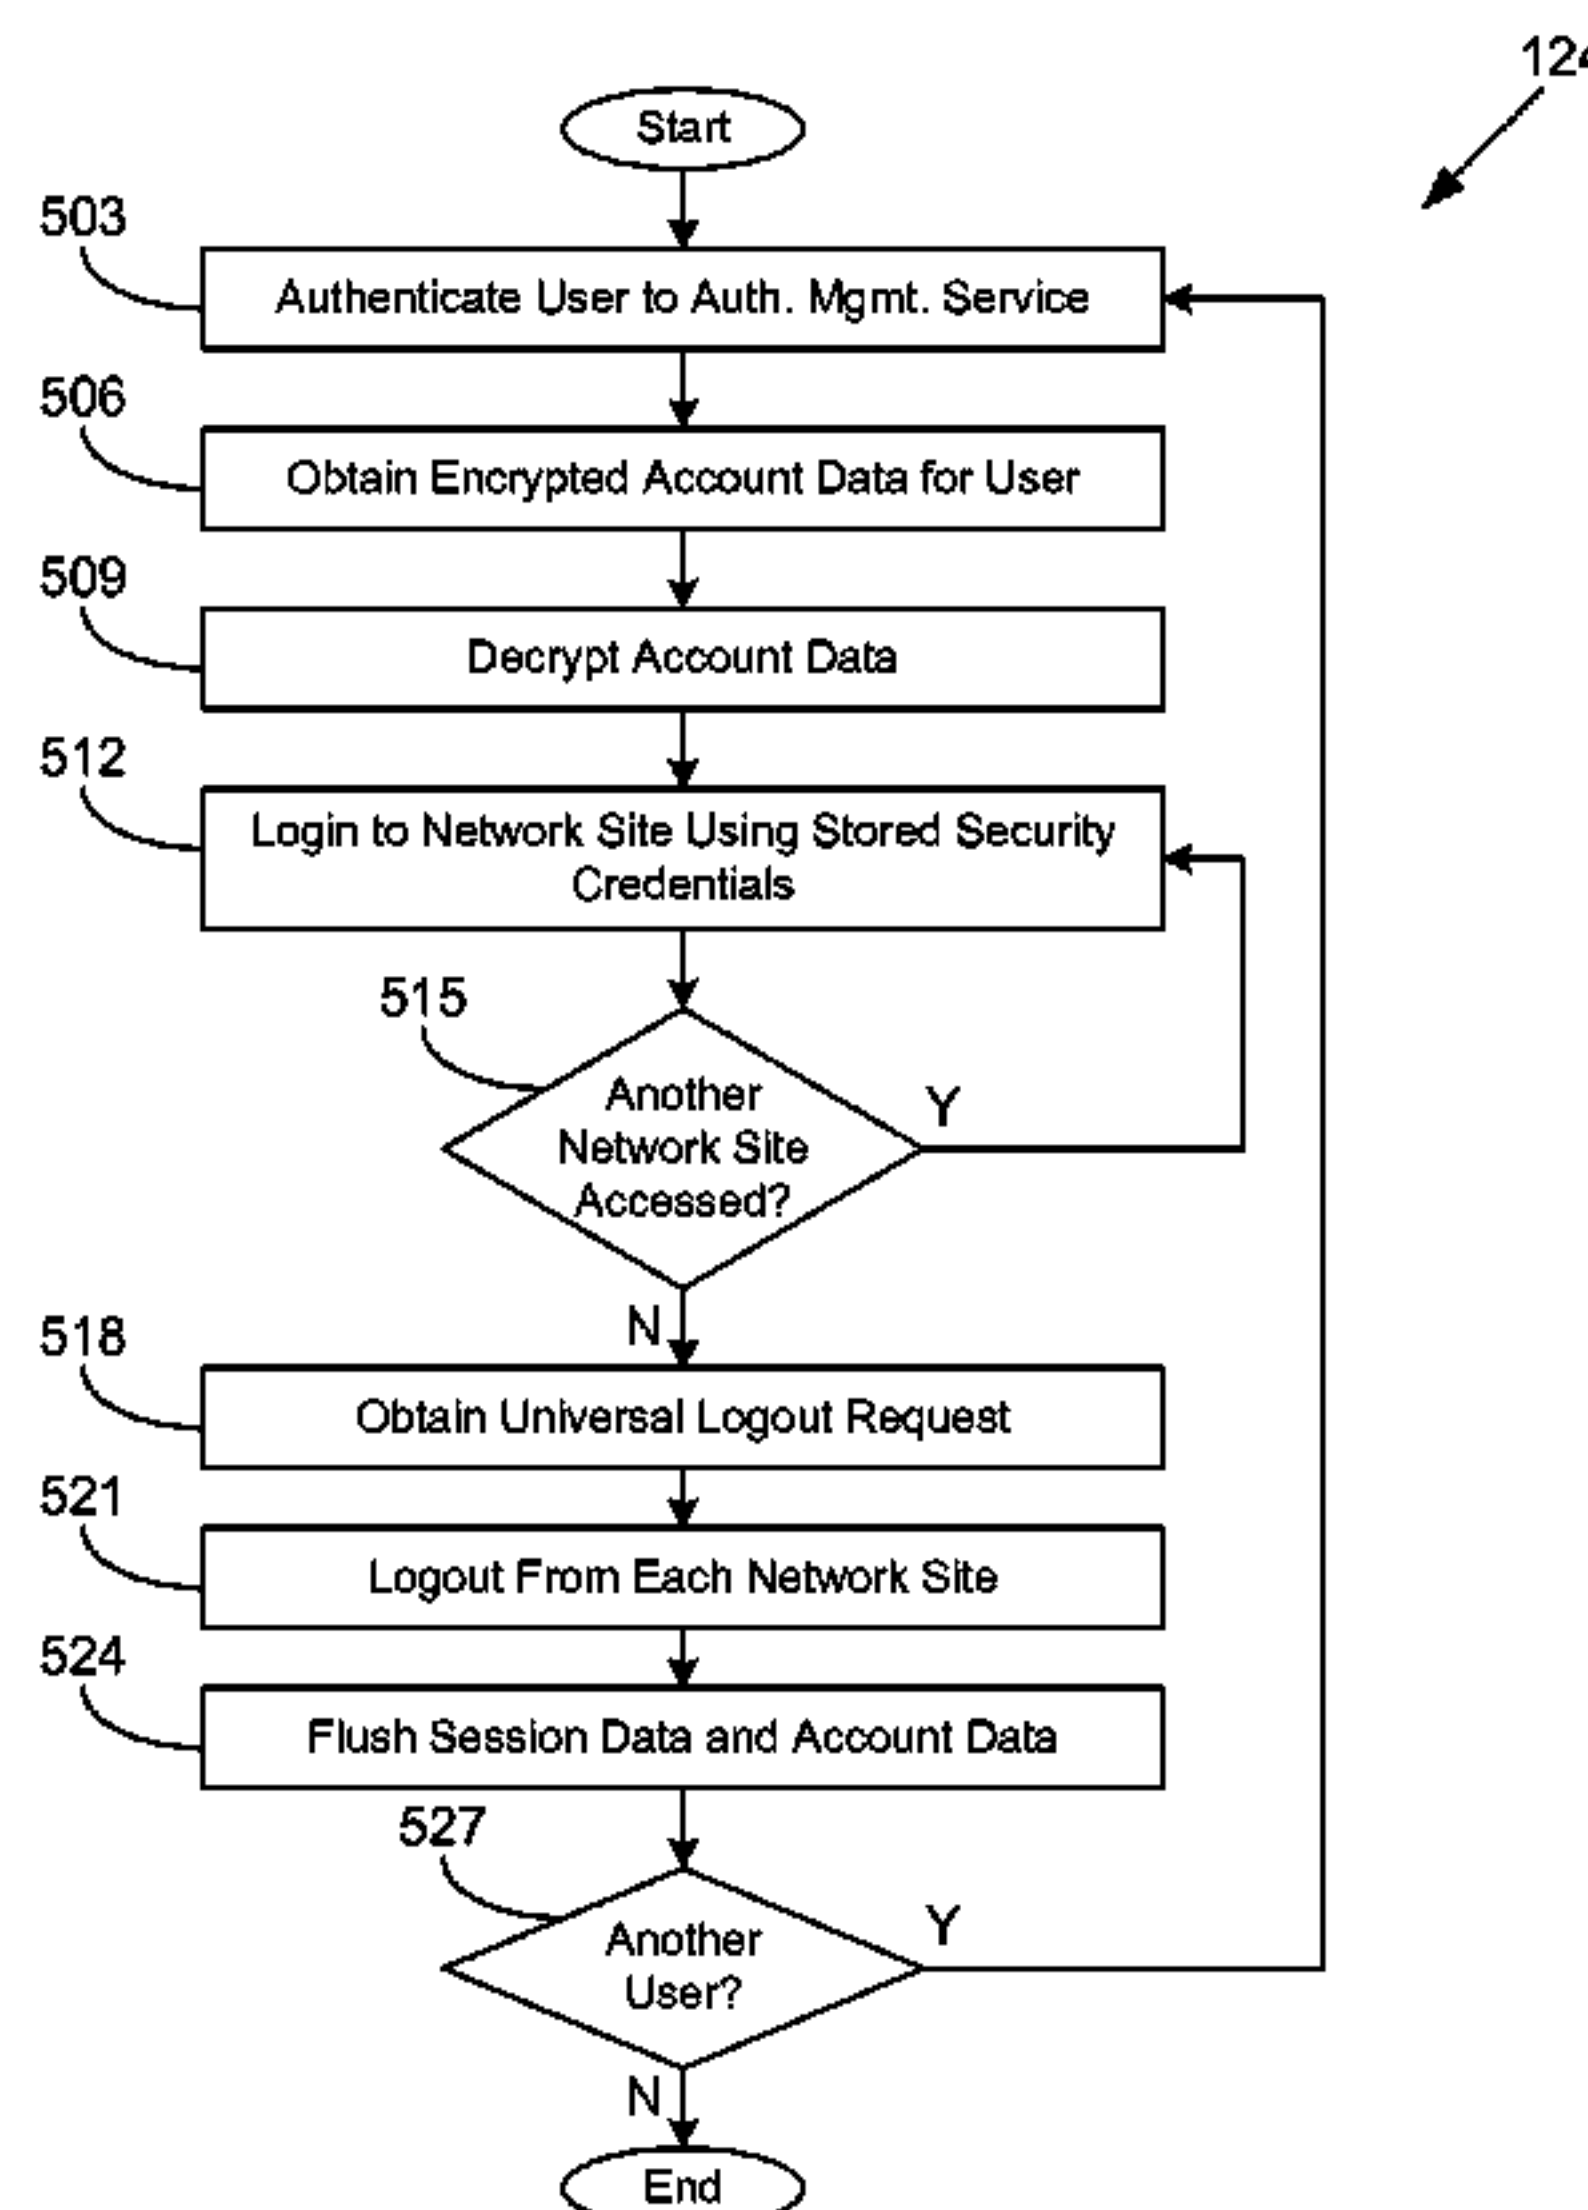 124
Start
503
Authenticate User to Auth. Mgmt. Service
506
Obtain Encrypted Account Data for User
509
Decrypt Account Data
512
Login to Network Site Using Stored Security
Credentials
515
Another
Network Site
Accessed?
Y
N
518
Obtain Universal Logout Request
521
Logout From Each Network Site
524
Flush Session Data and Account Data
527
Another
User?
Y
N
End